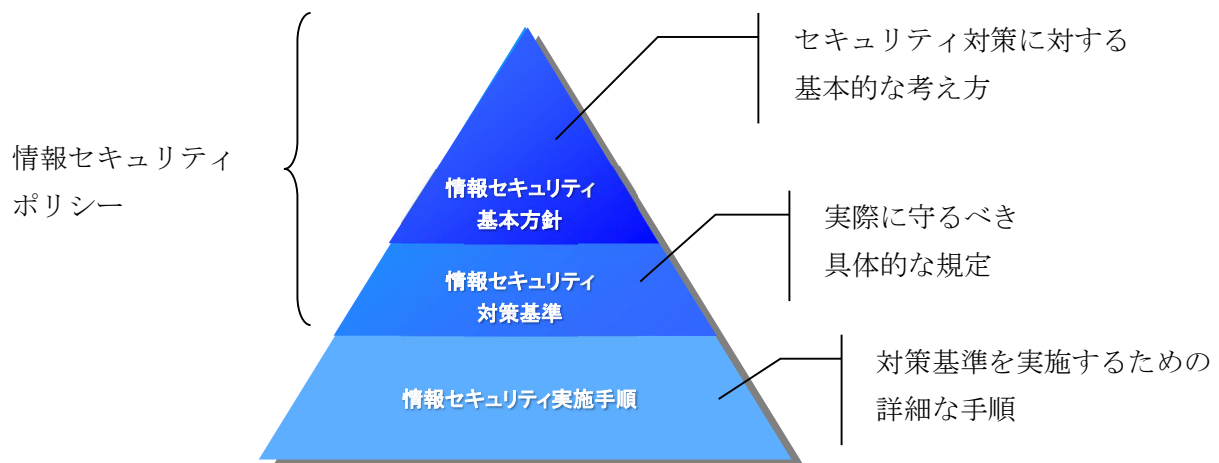 セキュリティ対策に対する
基本的な考え方
情報セキュリティ
ポリシー
情報セキュリティ
基本方針
実際に守るべき
具体的な規定
情報セキュリティ
対策基準
対策基準を実施するための
詳細な手順
情報セキュリティ実施手順